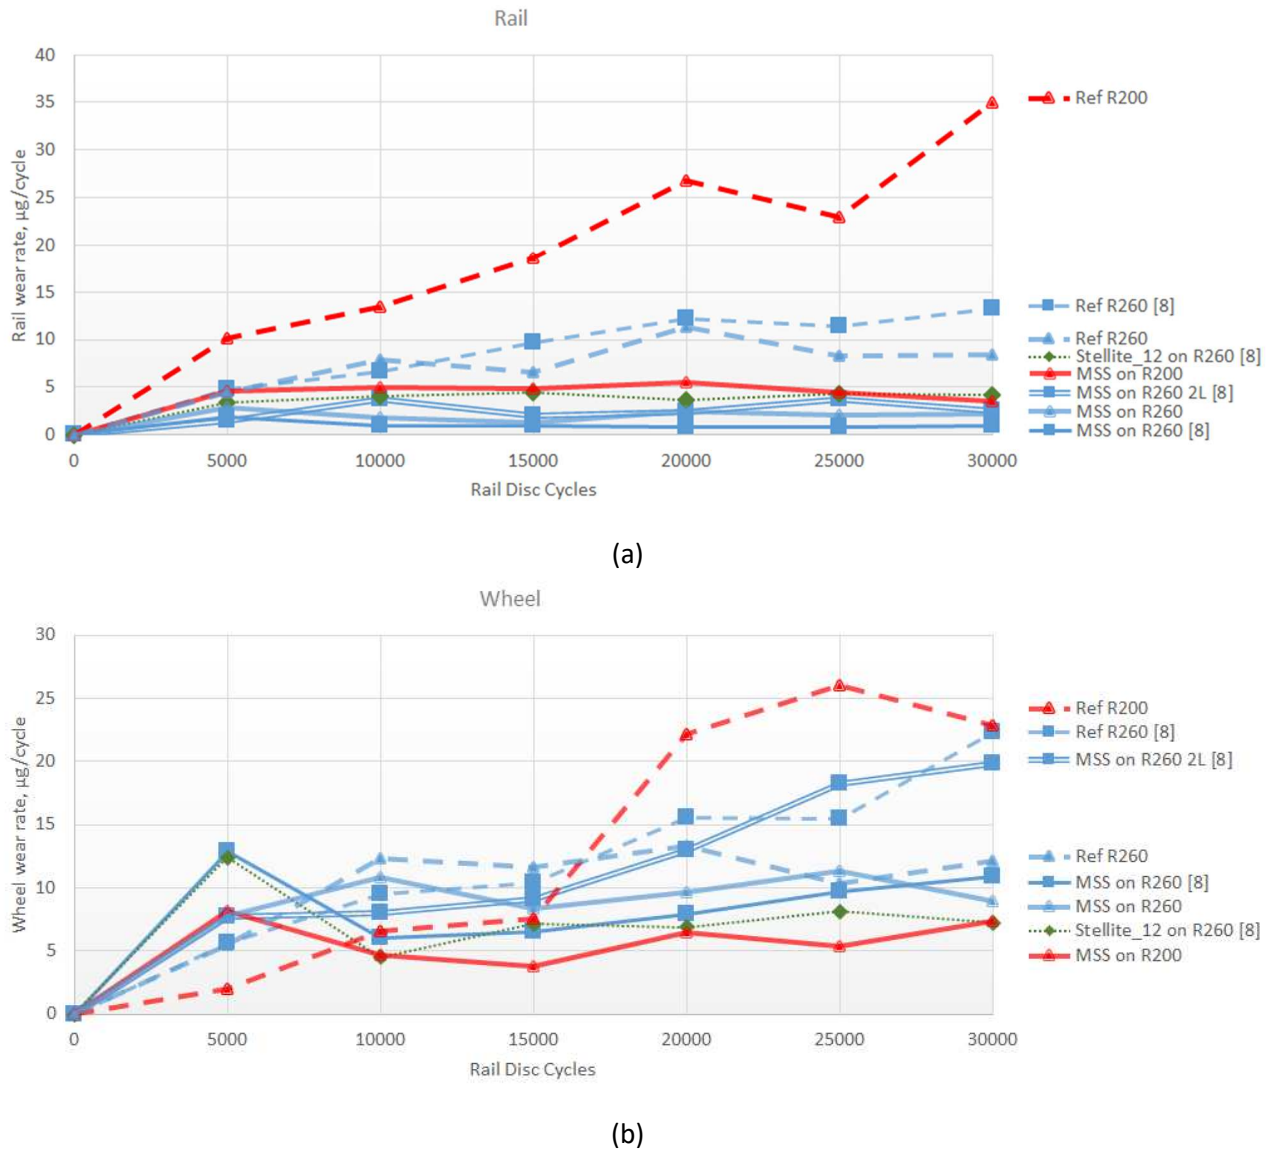 Rail
40
35
30
25
20
15
10
5
0
Rail wear rate, µg/cycle
0 5000 10000 15000 20000 25000 30000
Rail Disc Cycles
Ref R200
Ref R260 [8]
Ref R260
Stellite_12 on R260 [8]
MSS on R200
MSS on R260 2L [8]
MSS on R260
MSS on R260 [8]
(a)
Wheel
30
25
20
15
10
5
0
Wheel wear rate, µg/cycle
0 5000 10000 15000 20000 25000 30000
Rail Disc Cycles
Ref R200
Ref R260 [8]
MSS on R260 2L [8]
Ref R260
MSS on R260 [8]
MSS on R260
Stellite_12 on R260 [8]
MSS on R200
(b)